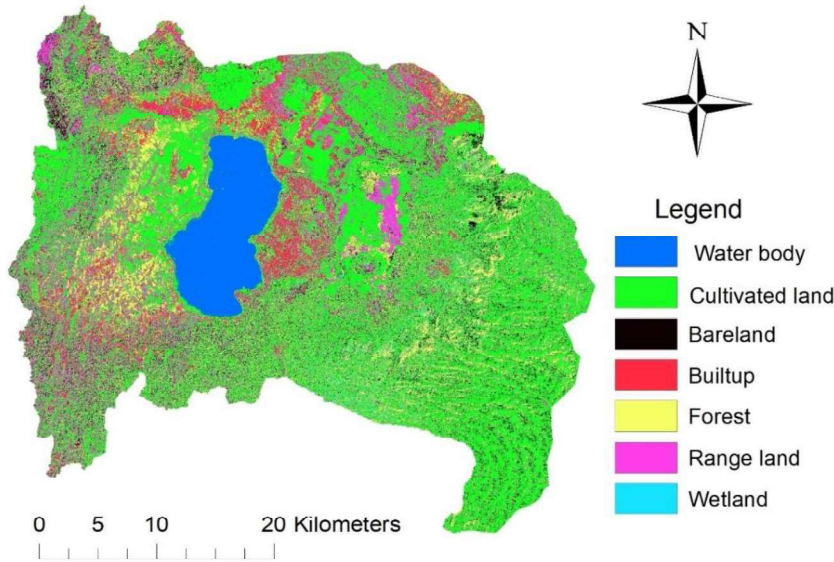 N
Legend
Water body
Cultivated land
Bareland
Builtup
Forest
Range land
Wetland
0 5 10 20 Kilometers